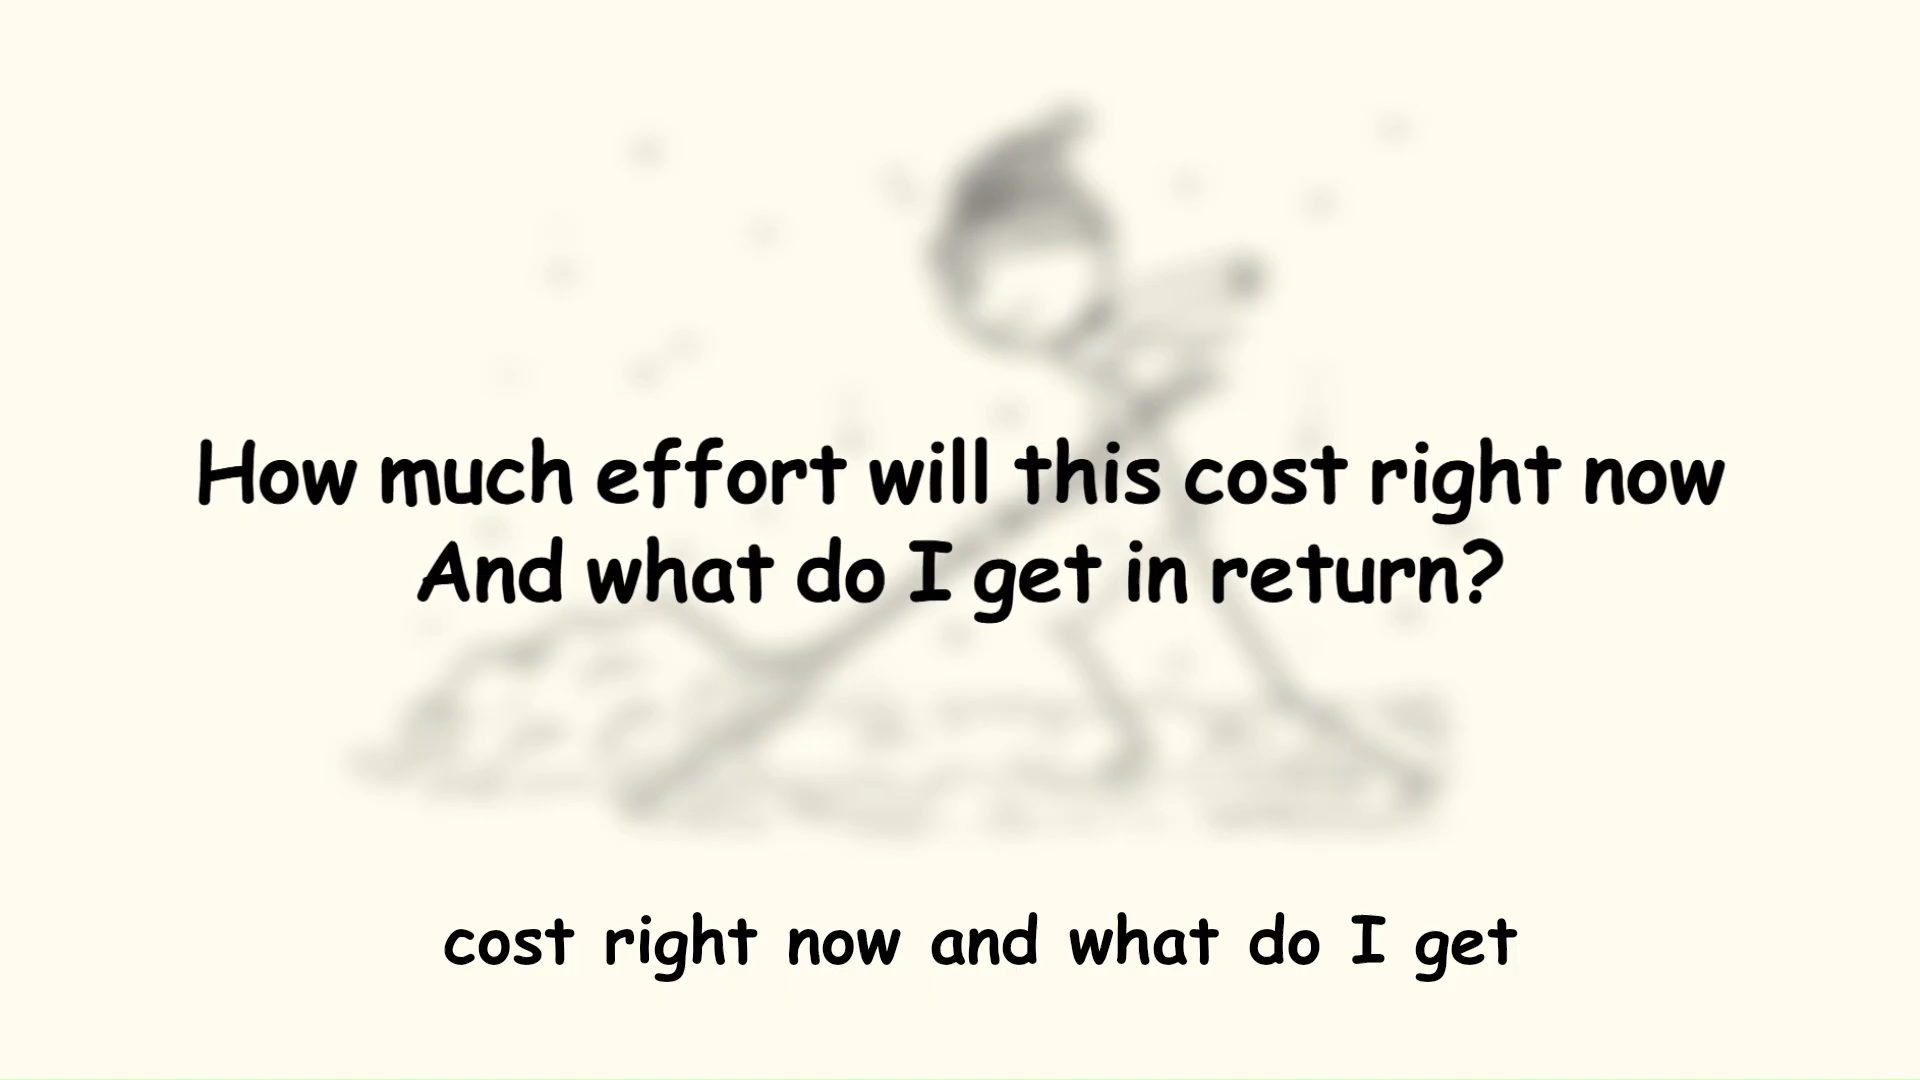 How much effort will this cost right now
And what do I get in return?
cost right now and what do I get